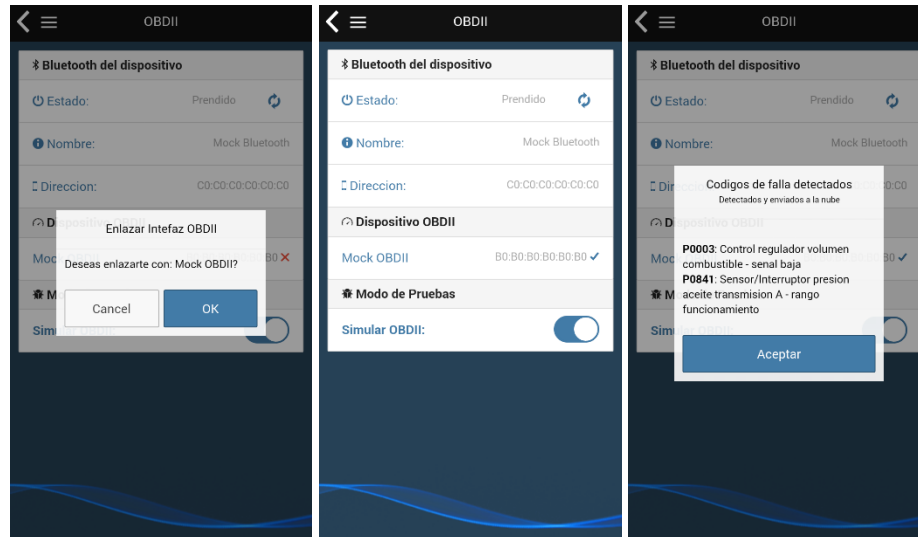 OBDII
Bluetooth del dispositivo
Estado: Prendido
Nombre: Mock Bluetooth
Direccion: C0:C0:C0:C0:C0:C0
Enlazar Intefaz OBDII
Deseas enlazarte con: Mock OBDII?
Cancel OK
OBDII
Bluetooth del dispositivo
Estado: Prendido
Nombre: Mock Bluetooth
Direccion: C0:C0:C0:C0:C0:C0
Dispositivo OBDII
Mock OBDII B0:B0:B0:B0:B0:B0
Modo de Pruebas
Simular OBDII:
OBDII
Bluetooth del dispositivo
Estado: Prendido
Nombre: Mock Bluetooth
Codigos de falla detectados
Detectados y enviados a la nube
P0003: Control regulador volumen
combustible - senal baja
P0841: Sensor/Interruptor presion
aceite transmision A - rango
funcionamiento
Aceptar